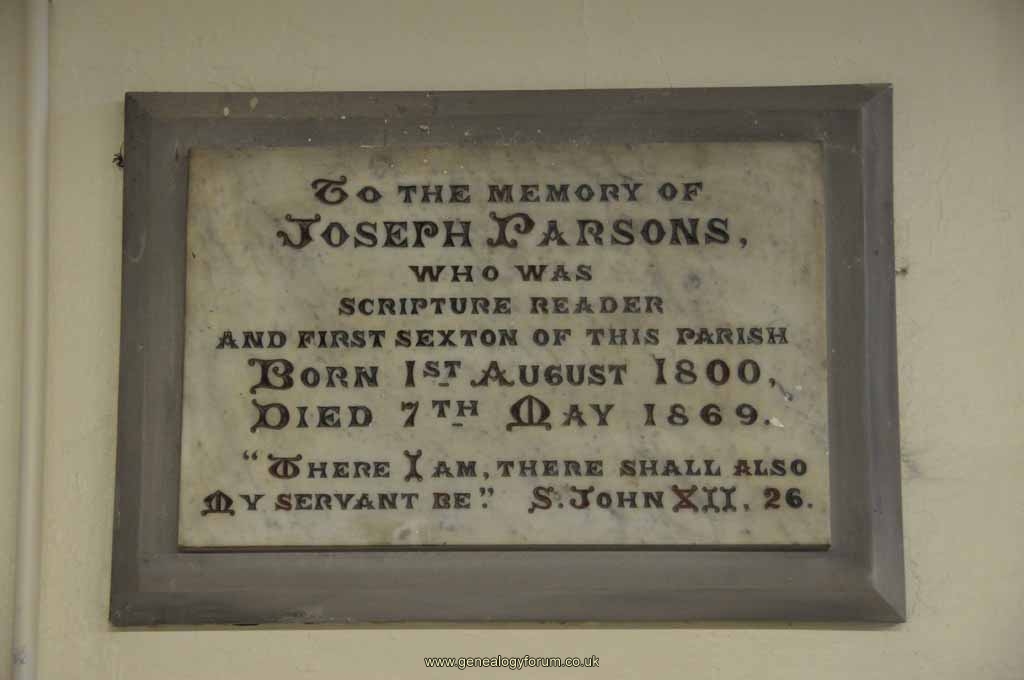 To the memory of
Joseph Parsons,
who was
scripture reader
and first sexton of this parish
Born 1st August 1800,
Died 7th May 1869.
"There I am, there shall also
My servant be". S. John XII. 26.
www.genealogyforum.co.uk